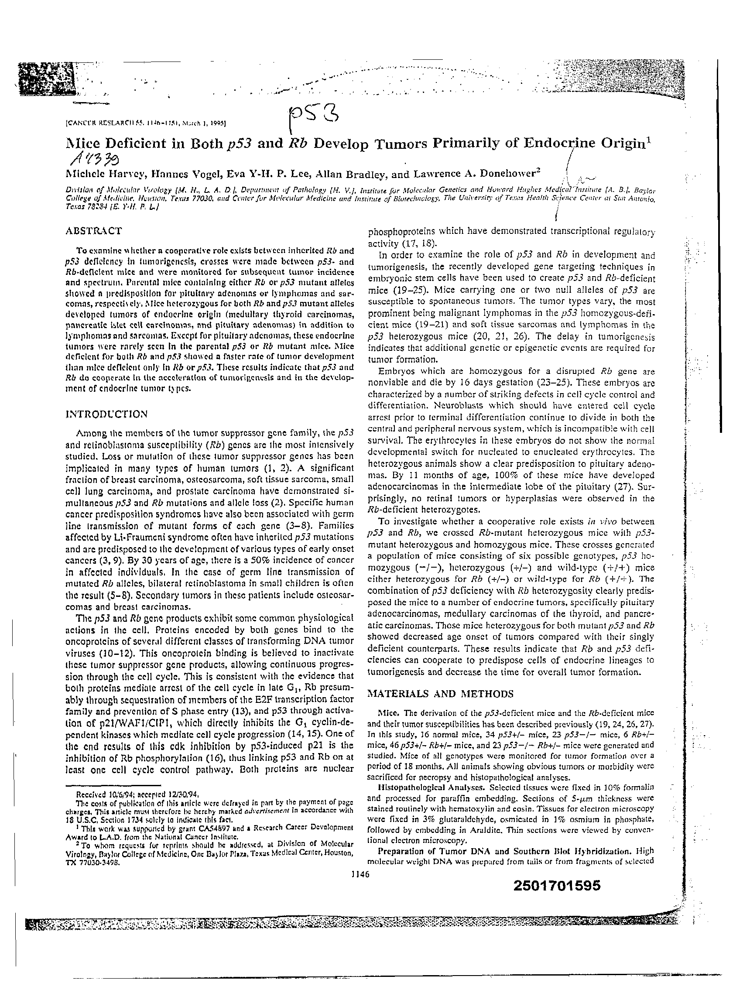 p53
[CANCER RESEARCH 55, 1146–1151, March 1, 1995]
Mice Deficient in Both p53 and Rb Develop Tumors Primarily of Endocrine Origin¹
Michele Harvey, Hannes Vogel, Eva Y-H. P. Lee, Allan Bradley, and Lawrence A. Donehower²
Division of Molecular Virology [M. H., L. A. D.], Department of Pathology [H. V.], Institute for Molecular Genetics and Howard Hughes Medical Institute [A. B.], Baylor
College of Medicine, Houston, Texas 77030, and Center for Molecular Medicine and Institute of Biotechnology, The University of Texas Health Science Center at San Antonio,
Texas 78284 [E. Y-H. P. L.]
ABSTRACT
To examine whether a cooperative role exists between inherited Rb and
p53 deficiency in tumorigenesis, crosses were made between p53- and
Rb-deficient mice and were monitored for subsequent tumor incidence
and spectrum. Parental mice containing either Rb or p53 mutant alleles
showed a predisposition for pituitary adenomas or lymphomas and sar-
comas, respectively. Mice heterozygous for both Rb and p53 mutant alleles
developed tumors of endocrine origin (medullary thyroid carcinomas,
pancreatic islet cell carcinomas, and pituitary adenomas) in addition to
lymphomas and sarcomas. Except for pituitary adenomas, these endocrine
tumors were rarely seen in the parental p53 or Rb mutant mice. Mice
deficient for both Rb and p53 showed a faster rate of tumor development
than mice deficient only in Rb or p53. These results indicate that p53 and
Rb do cooperate in the acceleration of tumorigenesis and in the develop-
ment of endocrine tumor types.
INTRODUCTION
Among the members of the tumor suppressor gene family, the p53
and retinoblastoma susceptibility (Rb) genes are the most intensively
studied. Loss or mutation of these tumor suppressor genes has been
implicated in many types of human tumors (1, 2). A significant
fraction of breast carcinoma, osteosarcoma, soft tissue sarcoma, small
cell lung carcinoma, and prostate carcinoma have demonstrated si-
multaneous p53 and Rb mutations and allele loss (2). Specific human
cancer predisposition syndromes have also been associated with germ
line transmission of mutant forms of each gene (3–8). Families
affected by Li-Fraumeni syndrome often have inherited p53 mutations
and are predisposed to the development of various types of early onset
cancers (3, 9). By 30 years of age, there is a 50% incidence of cancer
in affected individuals. In the case of germ line transmission of
mutated Rb alleles, bilateral retinoblastoma in small children is often
the result (5–8). Secondary tumors in these patients include osteosar-
comas and breast carcinomas.
The p53 and Rb gene products exhibit some common physiological
actions in the cell. Proteins encoded by both genes bind to the
oncoproteins of several different classes of transforming DNA tumor
viruses (10–12). This oncoprotein binding is believed to inactivate
these tumor suppressor gene products, allowing continuous progres-
sion through the cell cycle. This is consistent with the evidence that
both proteins mediate arrest of the cell cycle in late G₁, Rb presum-
ably through sequestration of members of the E2F transcription factor
family and prevention of S phase entry (13), and p53 through activa-
tion of p21/WAF1/CIP1, which directly inhibits the G₁ cyclin-de-
pendent kinases which mediate cell cycle progression (14, 15). One of
the end results of this cdk inhibition by p53-induced p21 is the
inhibition of Rb phosphorylation (16), thus linking p53 and Rb on at
least one cell cycle control pathway. Both proteins are nuclear
Received 10/6/94; accepted 12/30/94.
The costs of publication of this article were defrayed in part by the payment of page
charges. This article must therefore be hereby marked advertisement in accordance with
18 U.S.C. Section 1734 solely to indicate this fact.
¹ This work was supported by grant CA54897 and a Research Career Development
Award to L.A.D. from the National Cancer Institute.
² To whom requests for reprints should be addressed, at Division of Molecular
Virology, Baylor College of Medicine, One Baylor Plaza, Texas Medical Center, Houston,
TX 77030-3498.
phosphoproteins which have demonstrated transcriptional regulatory
activity (17, 18).
In order to examine the role of p53 and Rb in development and
tumorigenesis, the recently developed gene targeting techniques in
embryonic stem cells have been used to create p53 and Rb-deficient
mice (19–25). Mice carrying one or two null alleles of p53 are
susceptible to spontaneous tumors. The tumor types vary, the most
prominent being malignant lymphomas in the p53 homozygous-defi-
cient mice (19–21) and soft tissue sarcomas and lymphomas in the
p53 heterozygous mice (20, 21, 26). The delay in tumorigenesis
indicates that additional genetic or epigenetic events are required for
tumor formation.
Embryos which are homozygous for a disrupted Rb gene are
nonviable and die by 16 days gestation (23–25). These embryos are
characterized by a number of striking defects in cell cycle control and
differentiation. Neuroblasts which should have entered cell cycle
arrest prior to terminal differentiation continue to divide in both the
central and peripheral nervous system, which is incompatible with cell
survival. The erythrocytes in these embryos do not show the normal
developmental switch for nucleated to enucleated erythrocytes. The
heterozygous animals show a clear predisposition to pituitary adeno-
mas. By 11 months of age, 100% of these mice have developed
adenocarcinomas in the intermediate lobe of the pituitary (27). Sur-
prisingly, no retinal tumors or hyperplasias were observed in the
Rb-deficient heterozygotes.
To investigate whether a cooperative role exists in vivo between
p53 and Rb, we crossed Rb-mutant heterozygous mice with p53-
mutant heterozygous and homozygous mice. These crosses generated
a population of mice consisting of six possible genotypes, p53 ho-
mozygous (−/−), heterozygous (+/−) and wild-type (+/+) mice
either heterozygous for Rb (+/−) or wild-type for Rb (+/+). The
combination of p53 deficiency with Rb heterozygosity clearly predis-
posed the mice to a number of endocrine tumors, specifically pituitary
adenocarcinomas, medullary carcinomas of the thyroid, and pancre-
atic carcinomas. Those mice heterozygous for both mutant p53 and Rb
showed decreased age onset of tumors compared with their singly
deficient counterparts. These results indicate that Rb and p53 defi-
ciencies can cooperate to predispose cells of endocrine lineages to
tumorigenesis and decrease the time for overall tumor formation.
MATERIALS AND METHODS
Mice. The derivation of the p53-deficient mice and the Rb-deficient mice
and their tumor susceptibilities has been described previously (19, 24, 26, 27).
In this study, 16 normal mice, 34 p53+/− mice, 23 p53−/− mice, 6 Rb+/−
mice, 46 p53+/− Rb+/− mice, and 23 p53−/− Rb+/− mice were generated and
studied. Mice of all genotypes were monitored for tumor formation over a
period of 18 months. All animals showing obvious tumors or morbidity were
sacrificed for necropsy and histopathological analyses.
Histopathological Analyses. Selected tissues were fixed in 10% formalin
and processed for paraffin embedding. Sections of 5-μm thickness were
stained routinely with hematoxylin and eosin. Tissues for electron microscopy
were fixed in 3% glutaraldehyde, osmicated in 1% osmium in phosphate,
followed by embedding in Araldite. Thin sections were viewed by conven-
tional electron microscopy.
Preparation of Tumor DNA and Southern Blot Hybridization. High
molecular weight DNA was prepared from tails or from fragments of selected
1146
2501701595